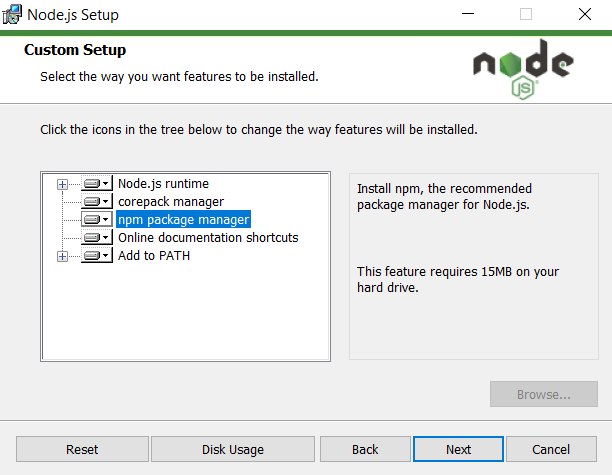 Node.js Setup
Custom Setup
Select the way you want features to be installed.
node
JS
Click the icons in the tree below to change the way features will be installed.
Node.js runtime
corepack manager
npm package manager
Online documentation shortcuts
Add to PATH
Install npm, the recommended
package manager for Node.js.
This feature requires 15MB on your
hard drive.
Browse...
Reset
Disk Usage
Back
Next
Cancel